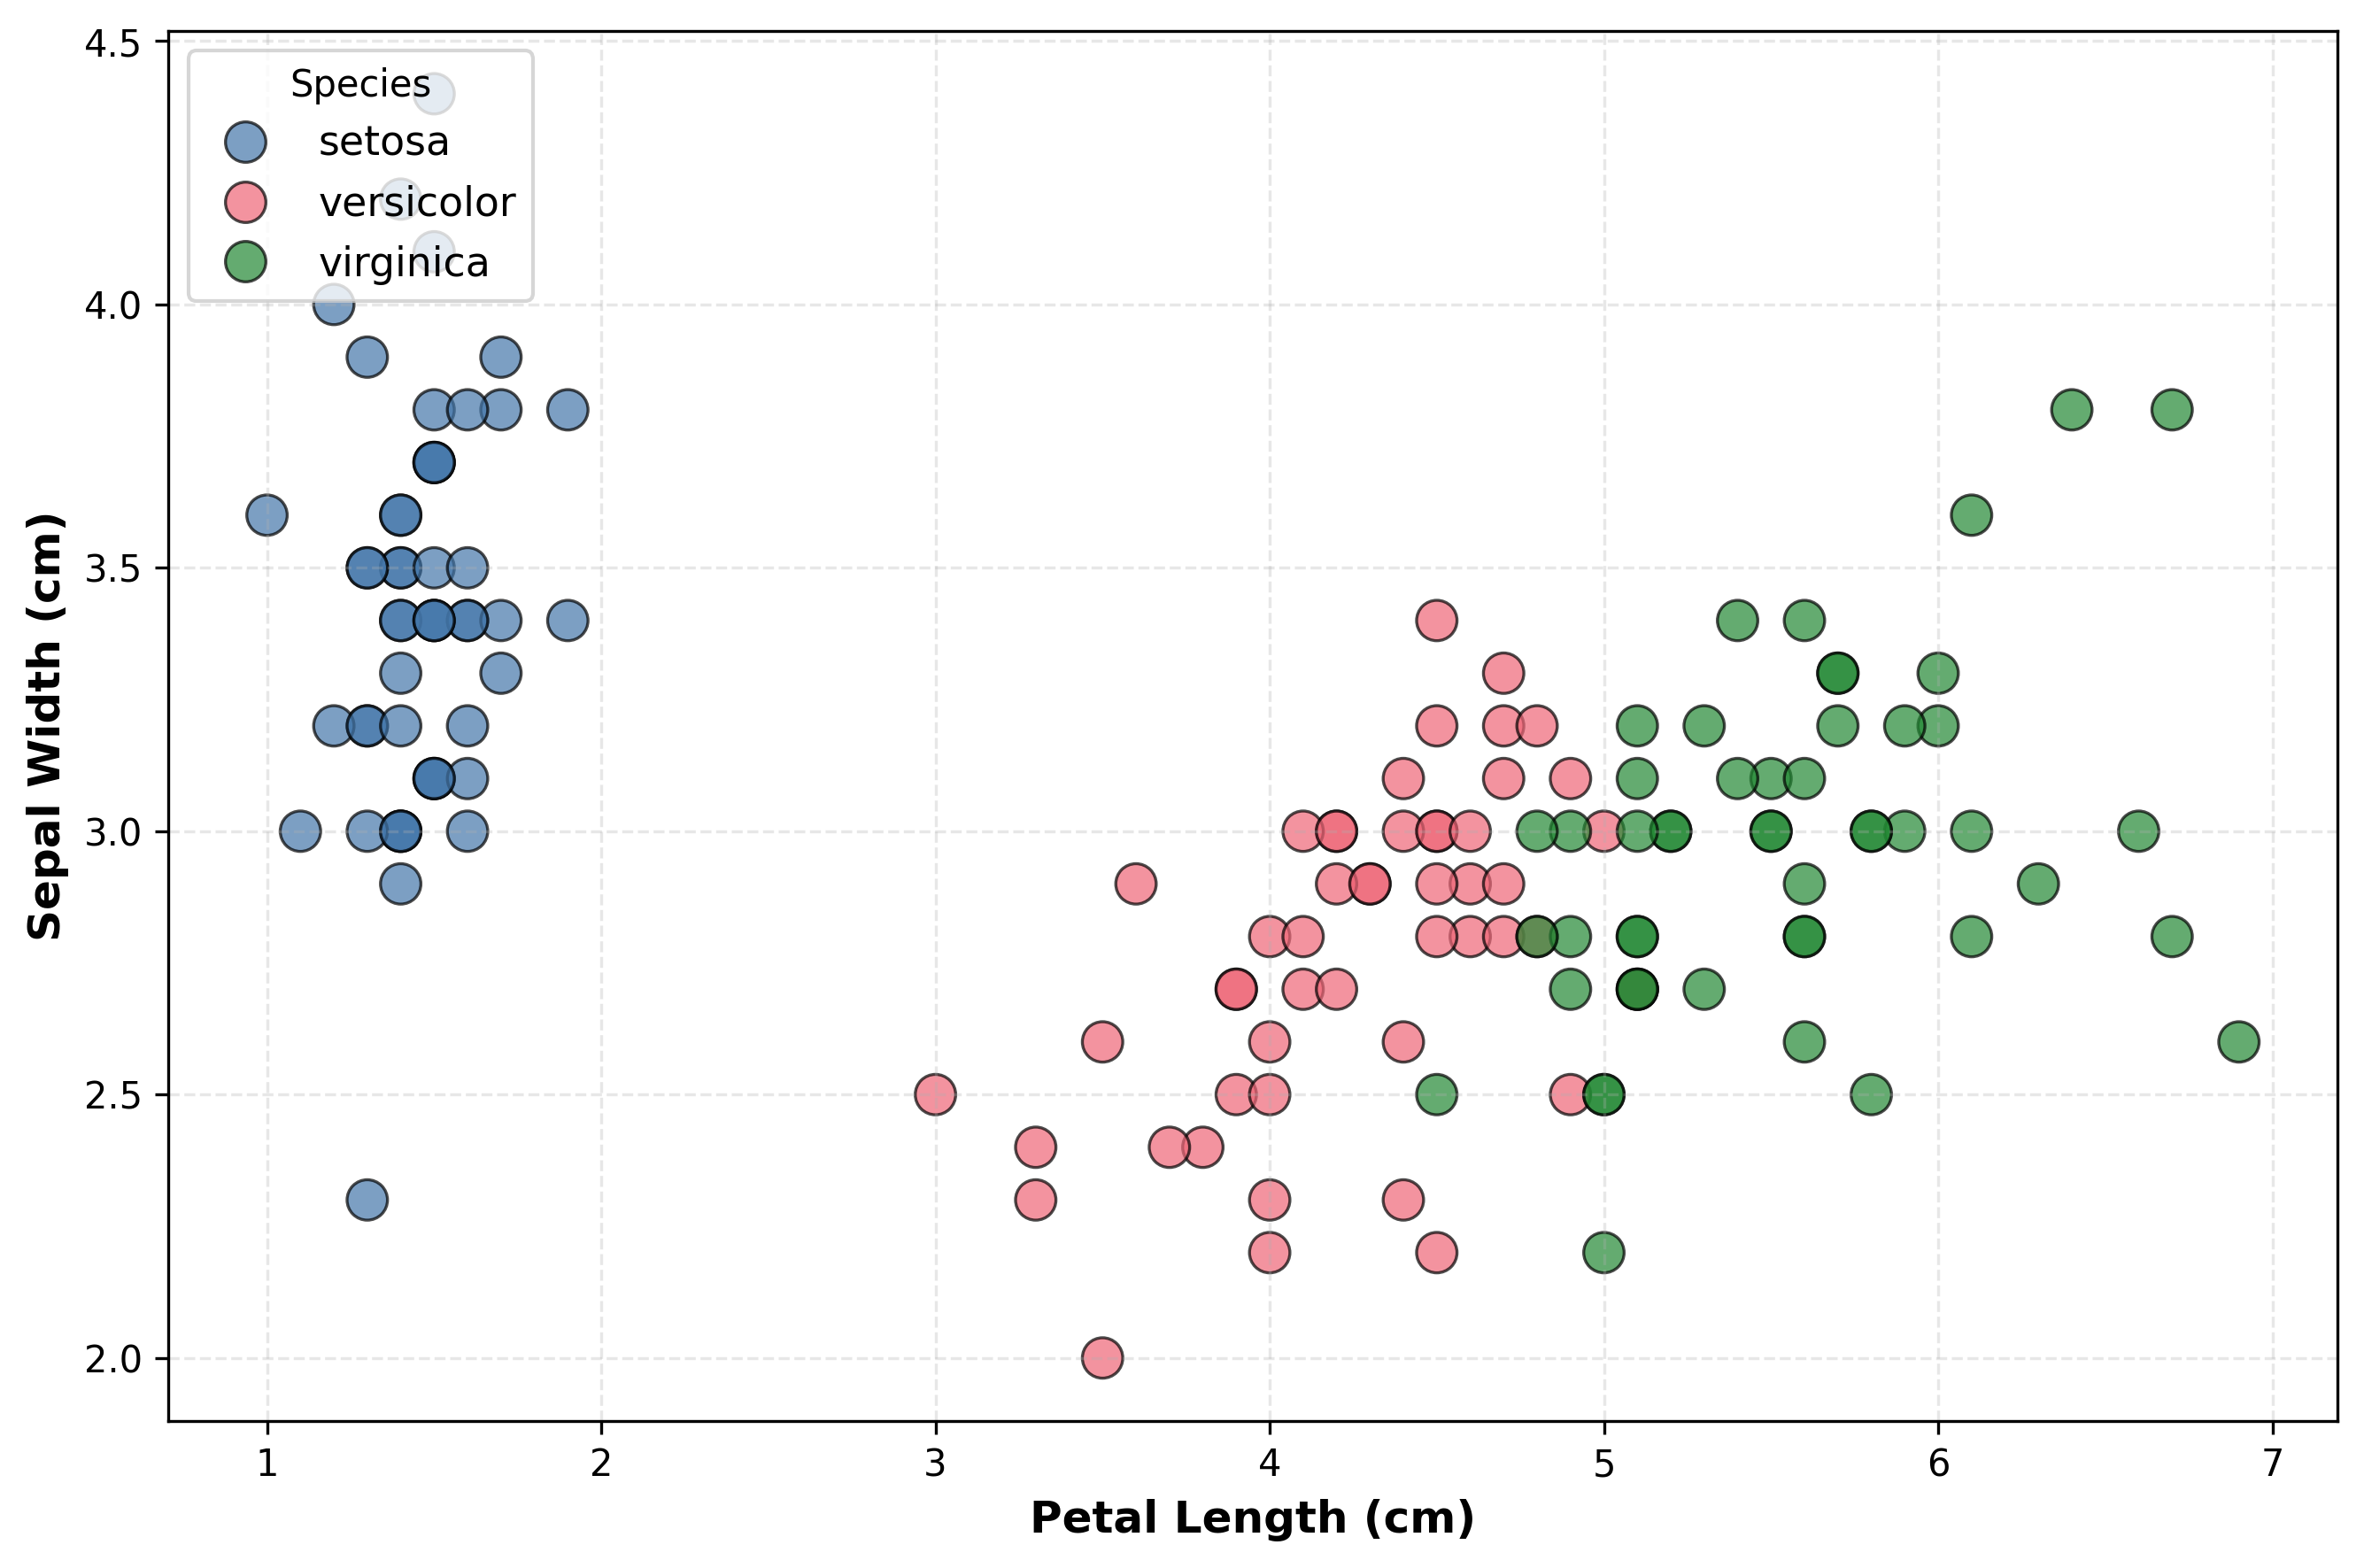 Species
setosa
versicolor
virginica
4.5
4.0
3.5
3.0
2.5
2.0
Sepal Width (cm)
1 2 3 4 5 6 7
Petal Length (cm)